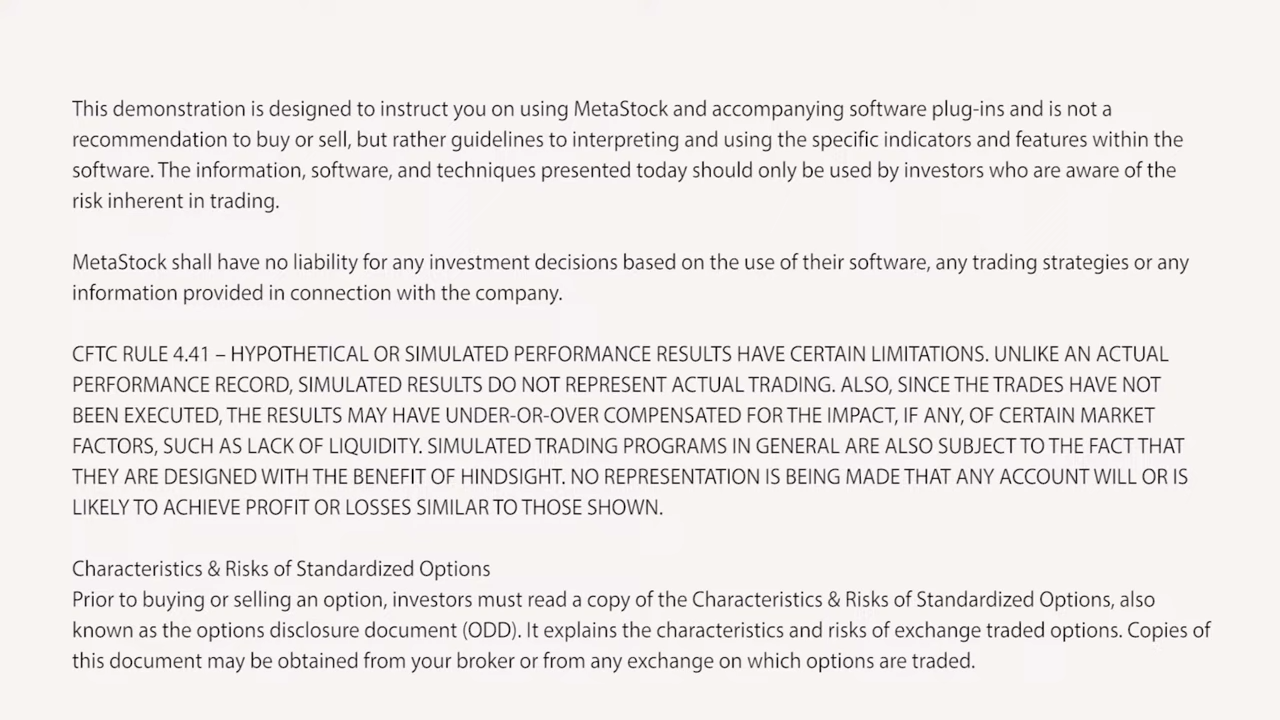 This demonstration is designed to instruct you on using MetaStock and accompanying software plug-ins and is not a
recommendation to buy or sell, but rather guidelines to interpreting and using the specific indicators and features within the
software. The information, software, and techniques presented today should only be used by investors who are aware of the
risk inherent in trading.
MetaStock shall have no liability for any investment decisions based on the use of their software, any trading strategies or any
information provided in connection with the company.
CFTC RULE 4.41 – HYPOTHETICAL OR SIMULATED PERFORMANCE RESULTS HAVE CERTAIN LIMITATIONS. UNLIKE AN ACTUAL
PERFORMANCE RECORD, SIMULATED RESULTS DO NOT REPRESENT ACTUAL TRADING. ALSO, SINCE THE TRADES HAVE NOT
BEEN EXECUTED, THE RESULTS MAY HAVE UNDER-OR-OVER COMPENSATED FOR THE IMPACT, IF ANY, OF CERTAIN MARKET
FACTORS, SUCH AS LACK OF LIQUIDITY. SIMULATED TRADING PROGRAMS IN GENERAL ARE ALSO SUBJECT TO THE FACT THAT
THEY ARE DESIGNED WITH THE BENEFIT OF HINDSIGHT. NO REPRESENTATION IS BEING MADE THAT ANY ACCOUNT WILL OR IS
LIKELY TO ACHIEVE PROFIT OR LOSSES SIMILAR TO THOSE SHOWN.
Characteristics & Risks of Standardized Options
Prior to buying or selling an option, investors must read a copy of the Characteristics & Risks of Standardized Options, also
known as the options disclosure document (ODD). It explains the characteristics and risks of exchange traded options. Copies of
this document may be obtained from your broker or from any exchange on which options are traded.